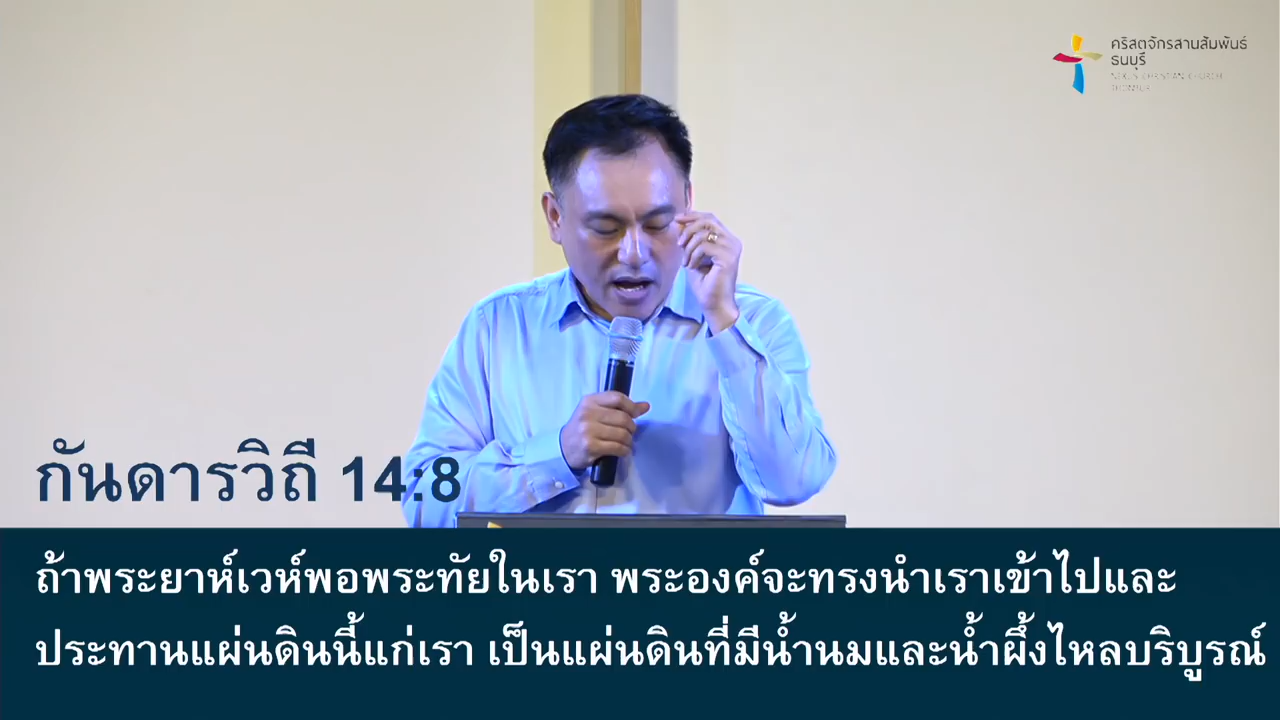 คริสตจักรสานสัมพันธ์
ธนบุรี
NEXUS CHRISTIAN CHURCH
กันดารวิถี 14:8
ถ้าพระยาห์เวห์พอพระทัยในเรา พระองค์จะทรงนำเราเข้าไปและ
ประทานแผ่นดินนี้แก่เรา เป็นแผ่นดินที่มีน้ำนมและน้ำผึ้งไหลบริบูรณ์